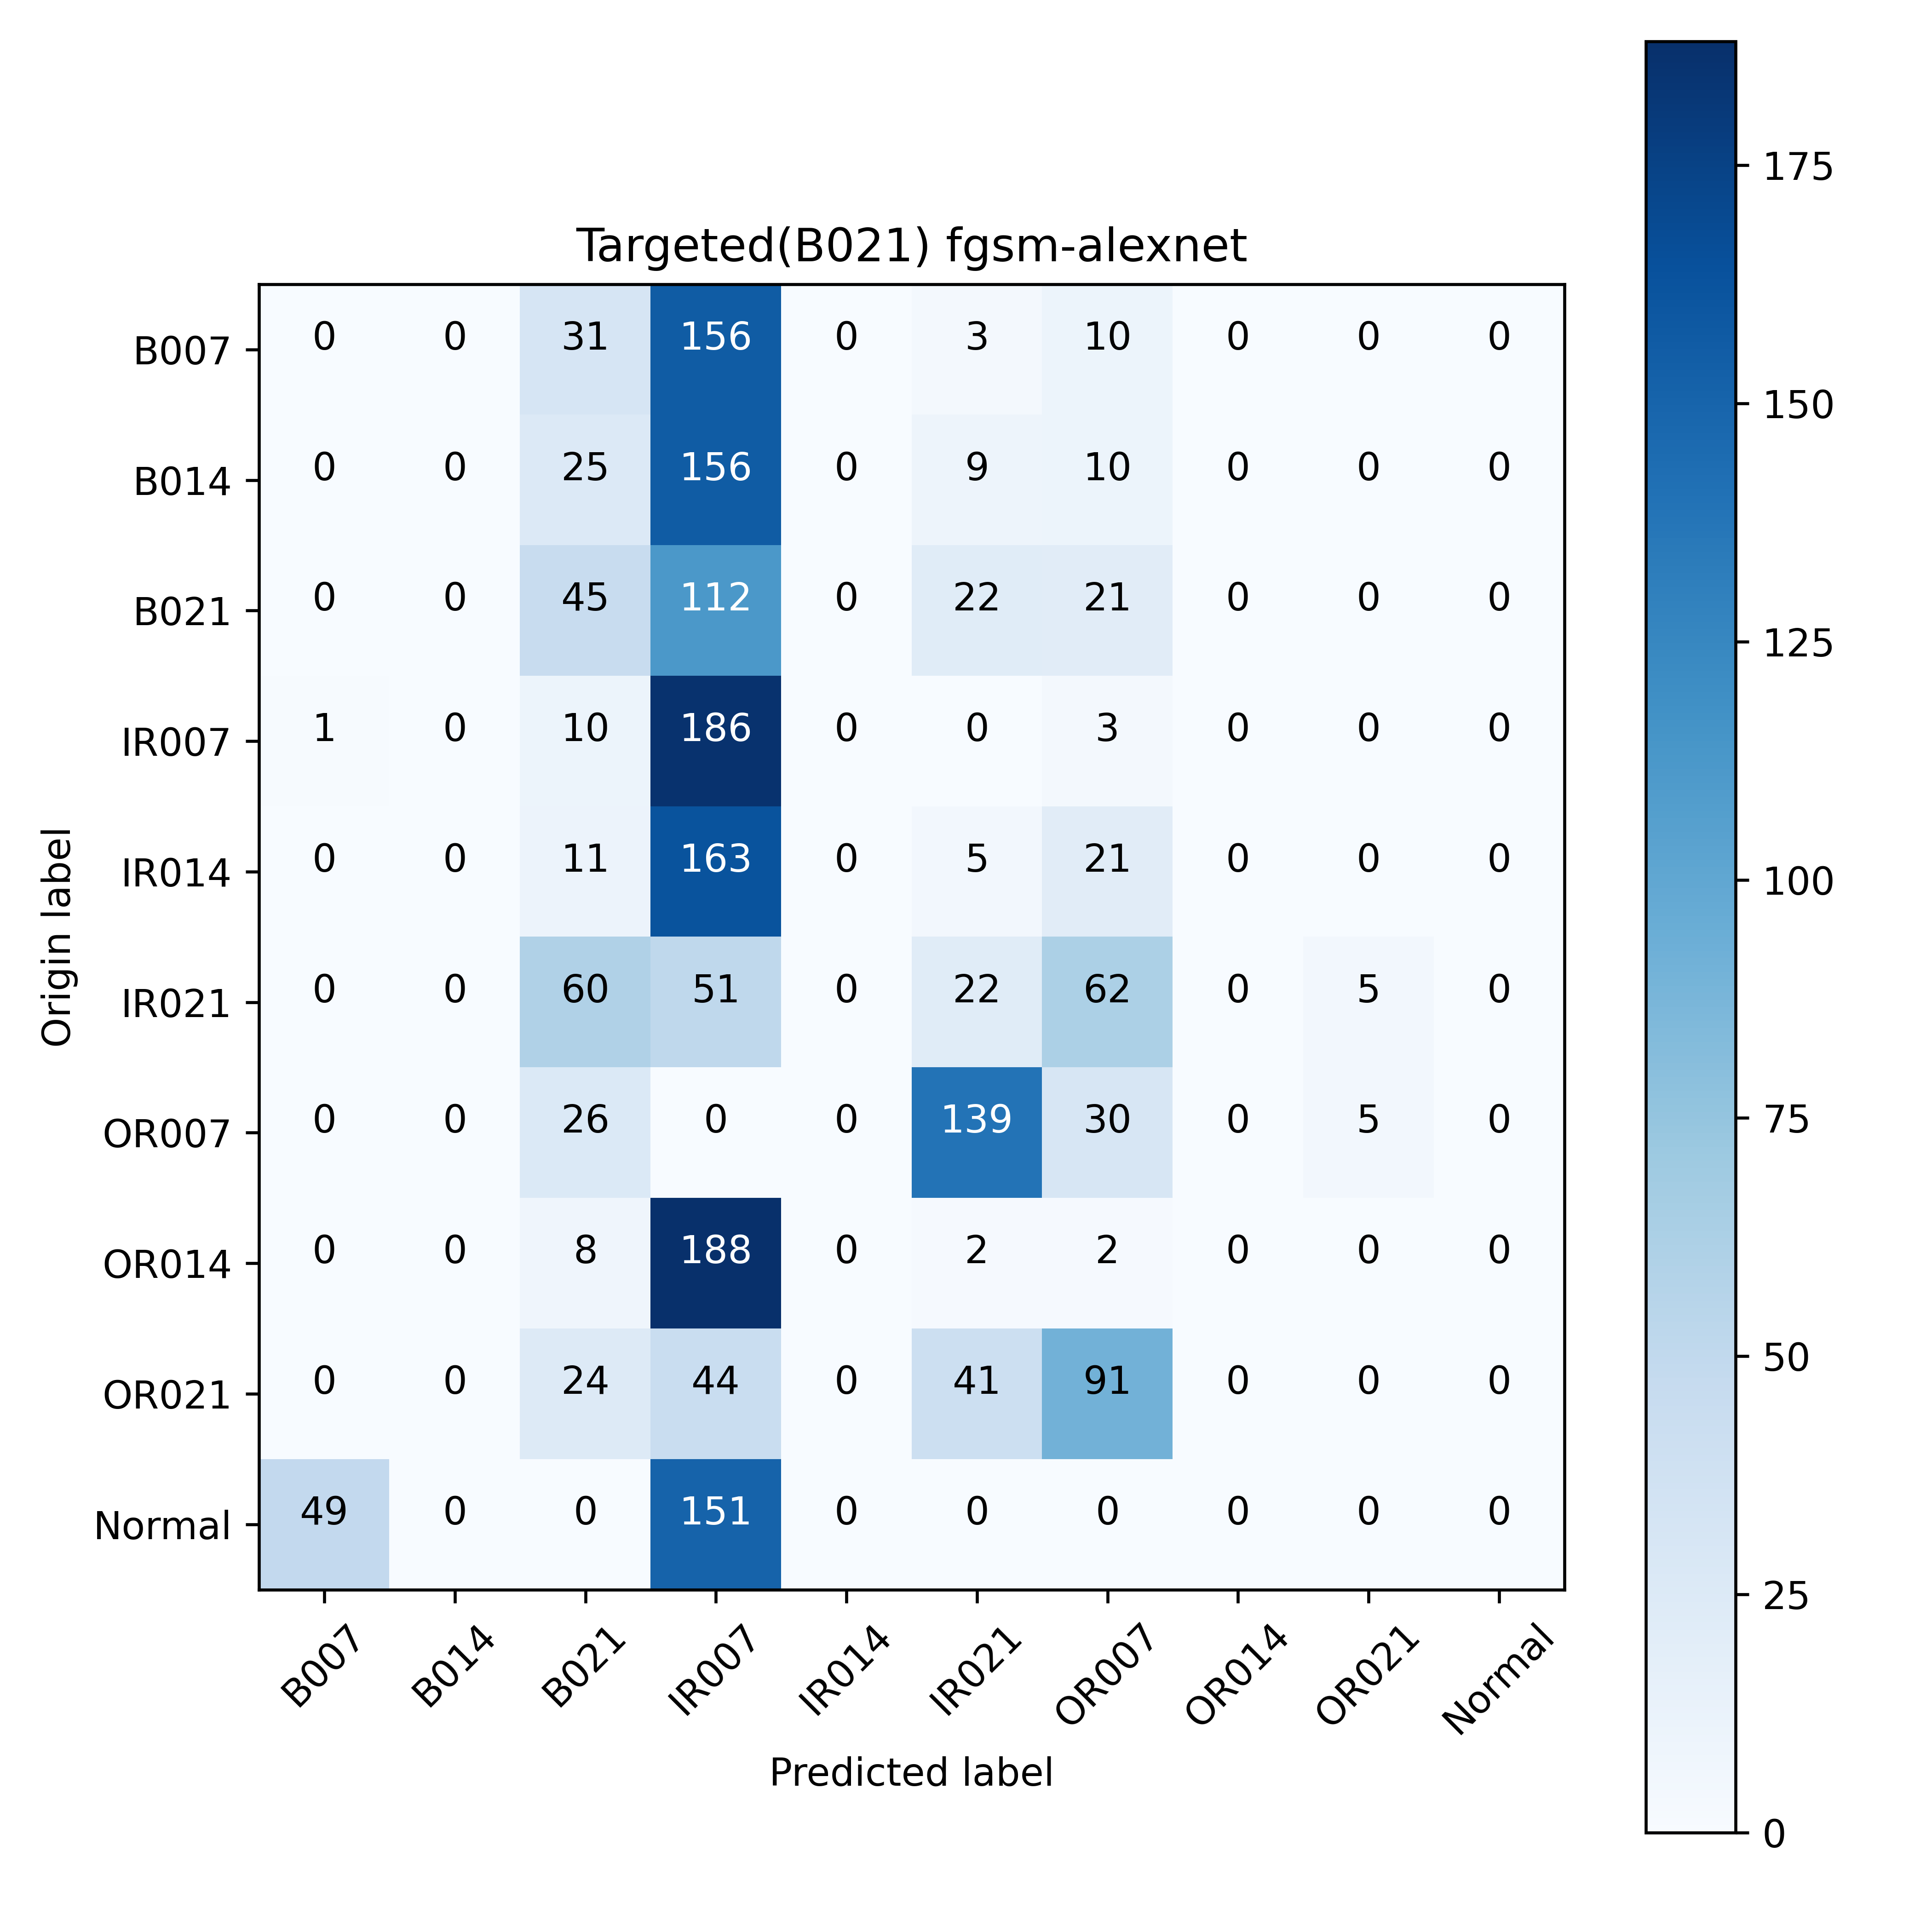 Targeted(B021) fgsm-alexnet
B007 0 0 31 156 0 3 10 0 0 0
B014 0 0 25 156 0 9 10 0 0 0
B021 0 0 45 112 0 22 21 0 0 0
IR007 1 0 10 186 0 0 3 0 0 0
IR014 0 0 11 163 0 5 21 0 0 0
IR021 0 0 60 51 0 22 62 0 5 0
OR007 0 0 26 0 0 139 30 0 5 0
OR014 0 0 8 188 0 2 2 0 0 0
OR021 0 0 24 44 0 41 91 0 0 0
Normal 49 0 0 151 0 0 0 0 0 0
B007 B014 B021 IR007 IR014 IR021 OR007 OR014 OR021 Normal
Predicted label
Origin label
175
150
125
100
75
50
25
0